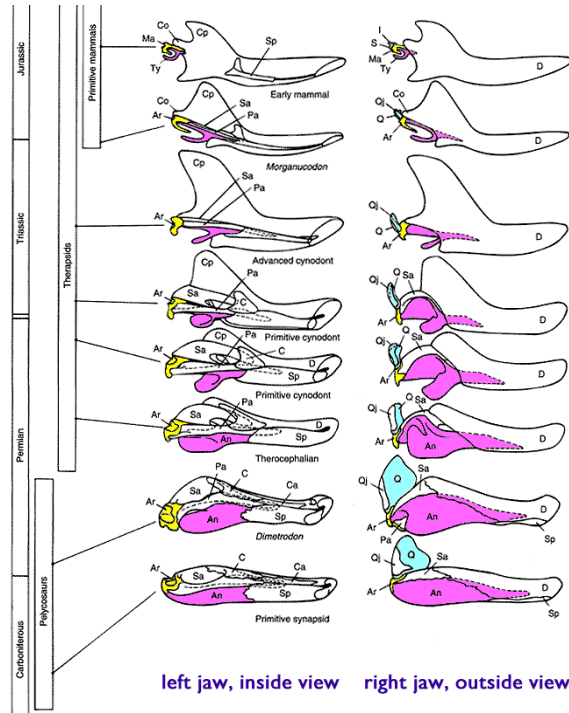 Jurassic
Triassic
Permian
Carboniferous
Primitive mammals
Therapsids
Pelycosaurs
Co
Cp
Ma
Ty
Sp
Early mammal
I
S
Ma
Ty
D
Co
Cp
Sa
Pa
Ar
Morganucodon
Qj
Q
Co
Ar
D
Sa
Pa
Ar
Advanced cynodont
Qj
Q
Ar
D
Cp
Pa
Ar
Sa
C
Primitive cynodont
Qj
Q
Sa
Ar
D
Cp
Pa
Ar
Sa
C
D
Sp
Primitive cynodont
Qj
Q
Sa
Ar
D
Pa
Ar
Sa
An
D
Sp
Therocephalian
Qj
Q
Sa
Ar
An
D
Pa
C
Ca
Ar
Sa
An
Sp
D
Dimetrodon
Q
Qj
Sa
Ar
An
D
Sp
Ar
Sa
C
Ca
An
Sp
D
Primitive synapsid
Pa
Qj
Q
Sa
Ar
An
D
Sp
left jaw, inside view
right jaw, outside view